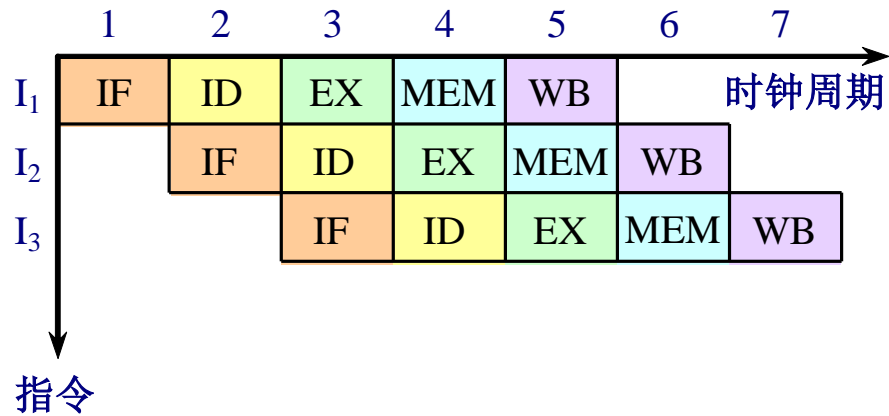 1 2 3 4 5 6 7
时钟周期
I₁ IF ID EX MEM WB
I₂ IF ID EX MEM WB
I₃ IF ID EX MEM WB
指令